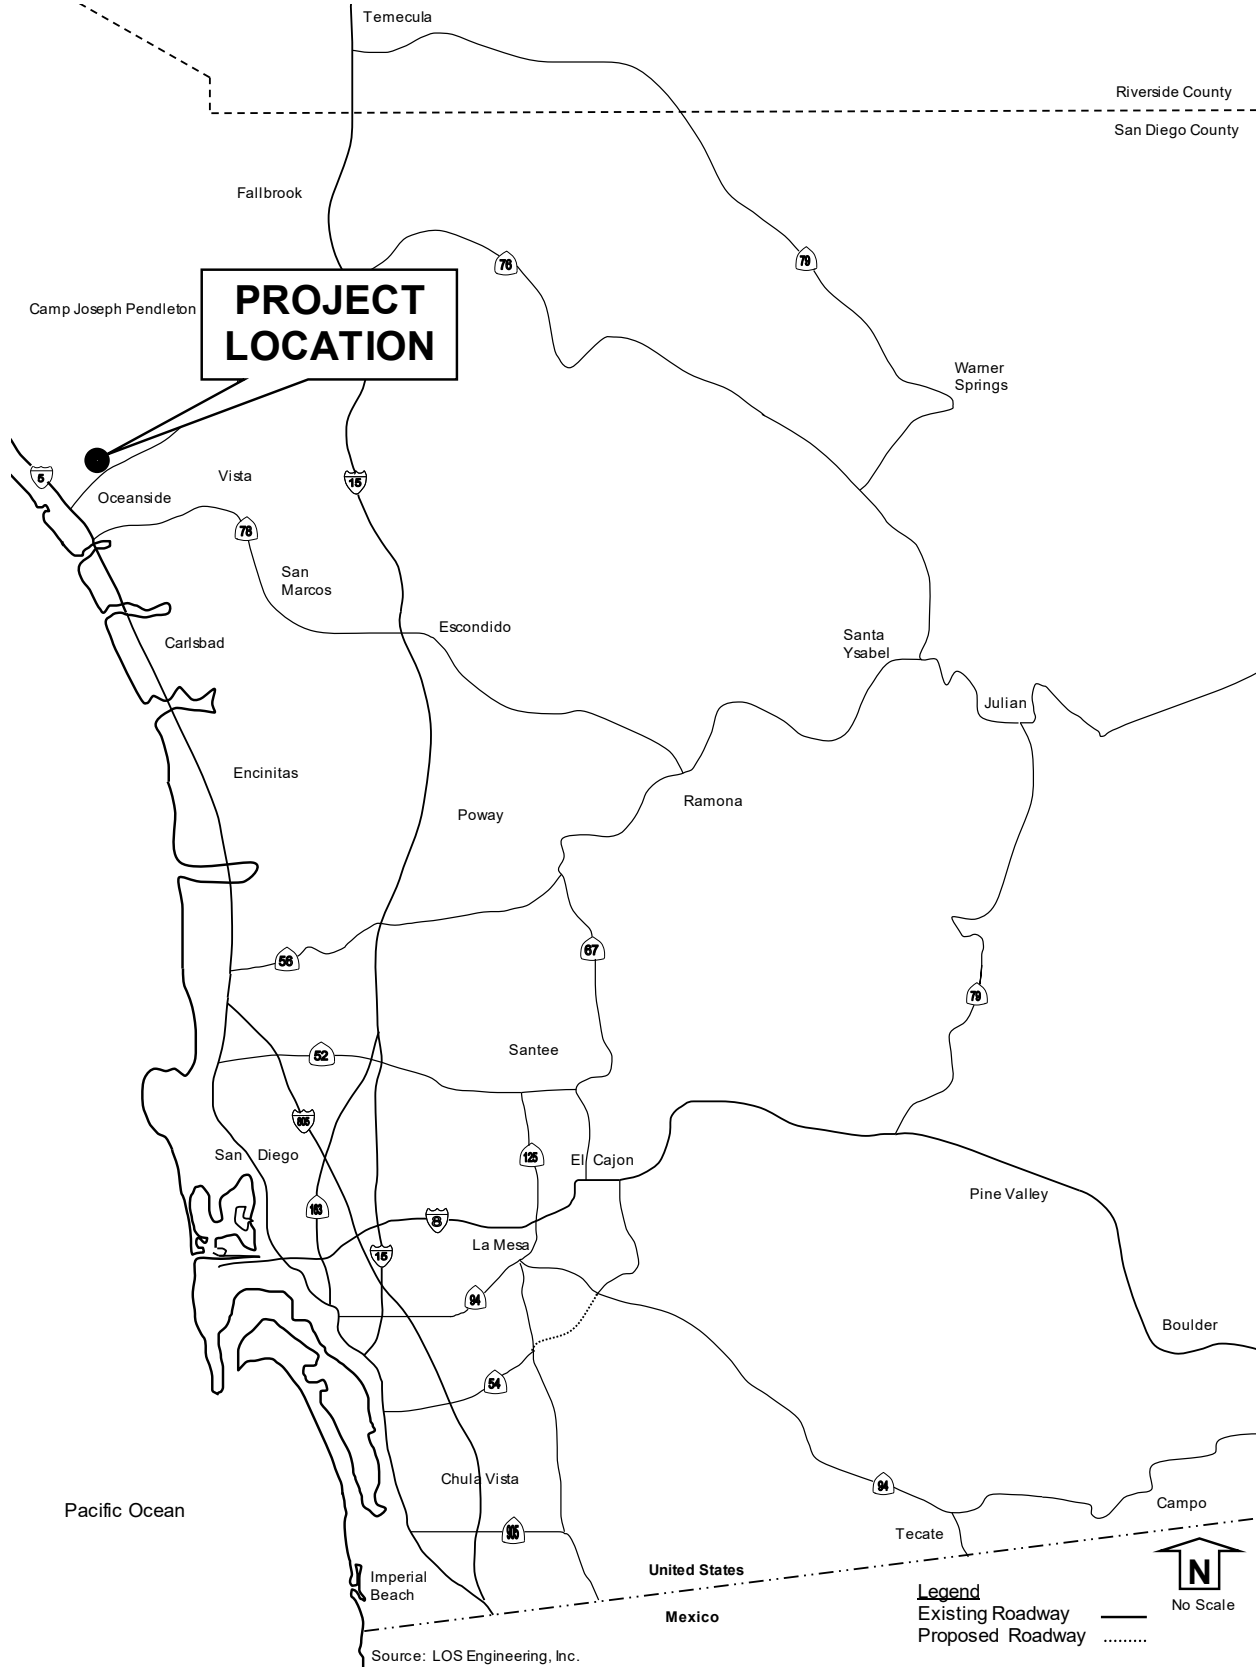 Temecula
Riverside County
San Diego County
Fallbrook
76
79
Camp Joseph Pendleton
PROJECT
LOCATION
Warner
Springs
5
Vista
15
Oceanside
78
San
Marcos
Escondido
Carlsbad
Santa
Ysabel
Julian
Encinitas
Ramona
Poway
56
67
79
52
Santee
805
San Diego
125
El Cajon
163
Pine Valley
8
La Mesa
15
94
Boulder
54
Chula Vista
94
Pacific Ocean
Campo
905
Tecate
United States
Imperial
Beach
Mexico
N
No Scale
Legend
Existing Roadway
Proposed Roadway
Source: LOS Engineering, Inc.